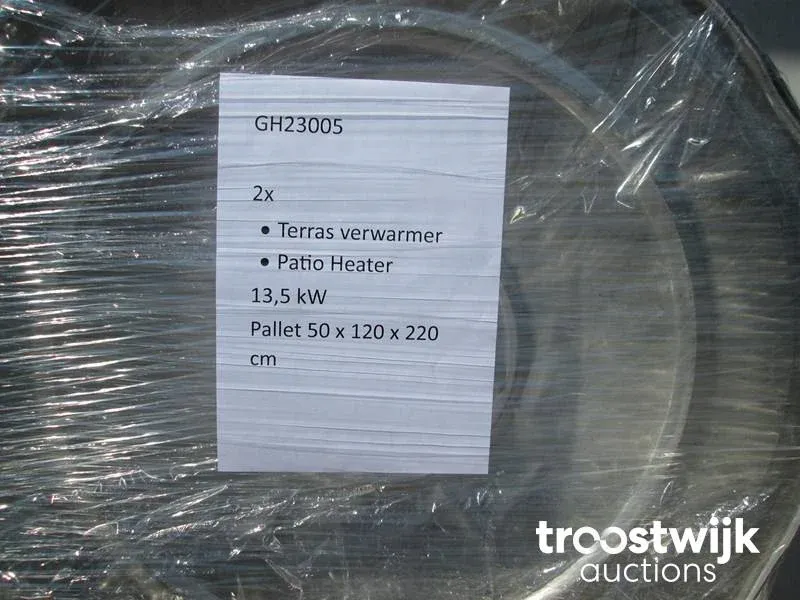 GH23005
2x
• Terras verwarmer
• Patio Heater
13,5 kW
Pallet 50 x 120 x 220
cm
troostwijk
auctions